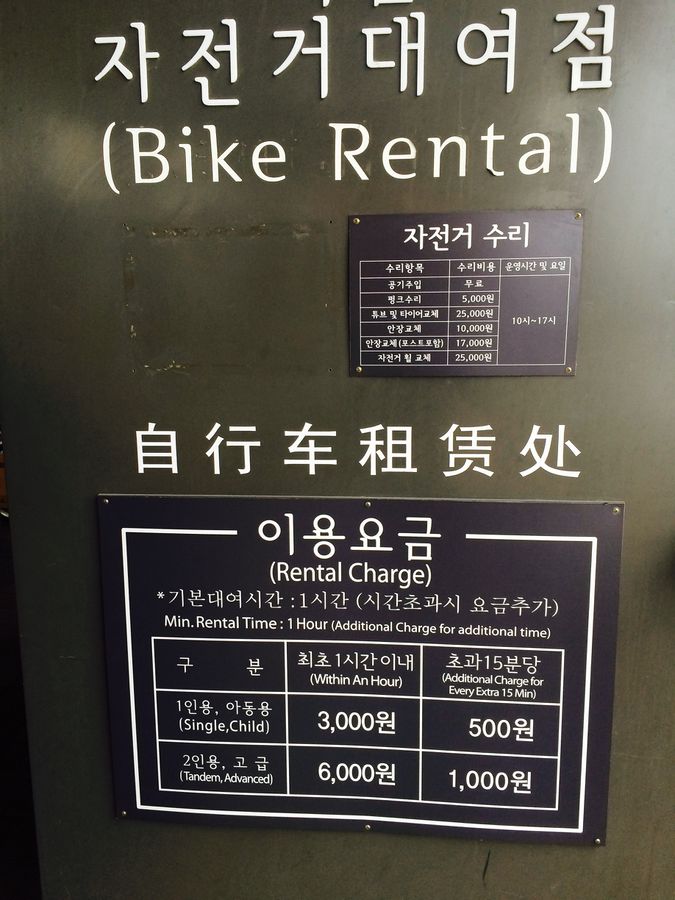 자전거대여점
(Bike Rental)
자전거 수리
수리항목 수리비용 운영시간 및 요일
공기주입 무료
펑크수리 5,000원
튜브 및 타이어교체 25,000원
안장교체 10,000원
10시~17시
안장교체(포스트포함) 17,000원
자전거 휠 교체 25,000원
自行车租赁处
이용요금
(Rental Charge)
*기본대여시간 : 1시간 (시간초과시 요금추가)
Min. Rental Time : 1 Hour (Additional Charge for additional time)
구 분 최초 1시간 이내 초과 15분당
(Within An Hour) (Additional Charge for
Every Extra 15 Min)
1인용, 아동용
(Single,Child) 3,000원 500원
2인용, 고 급
(Tandem, Advanced) 6,000원 1,000원